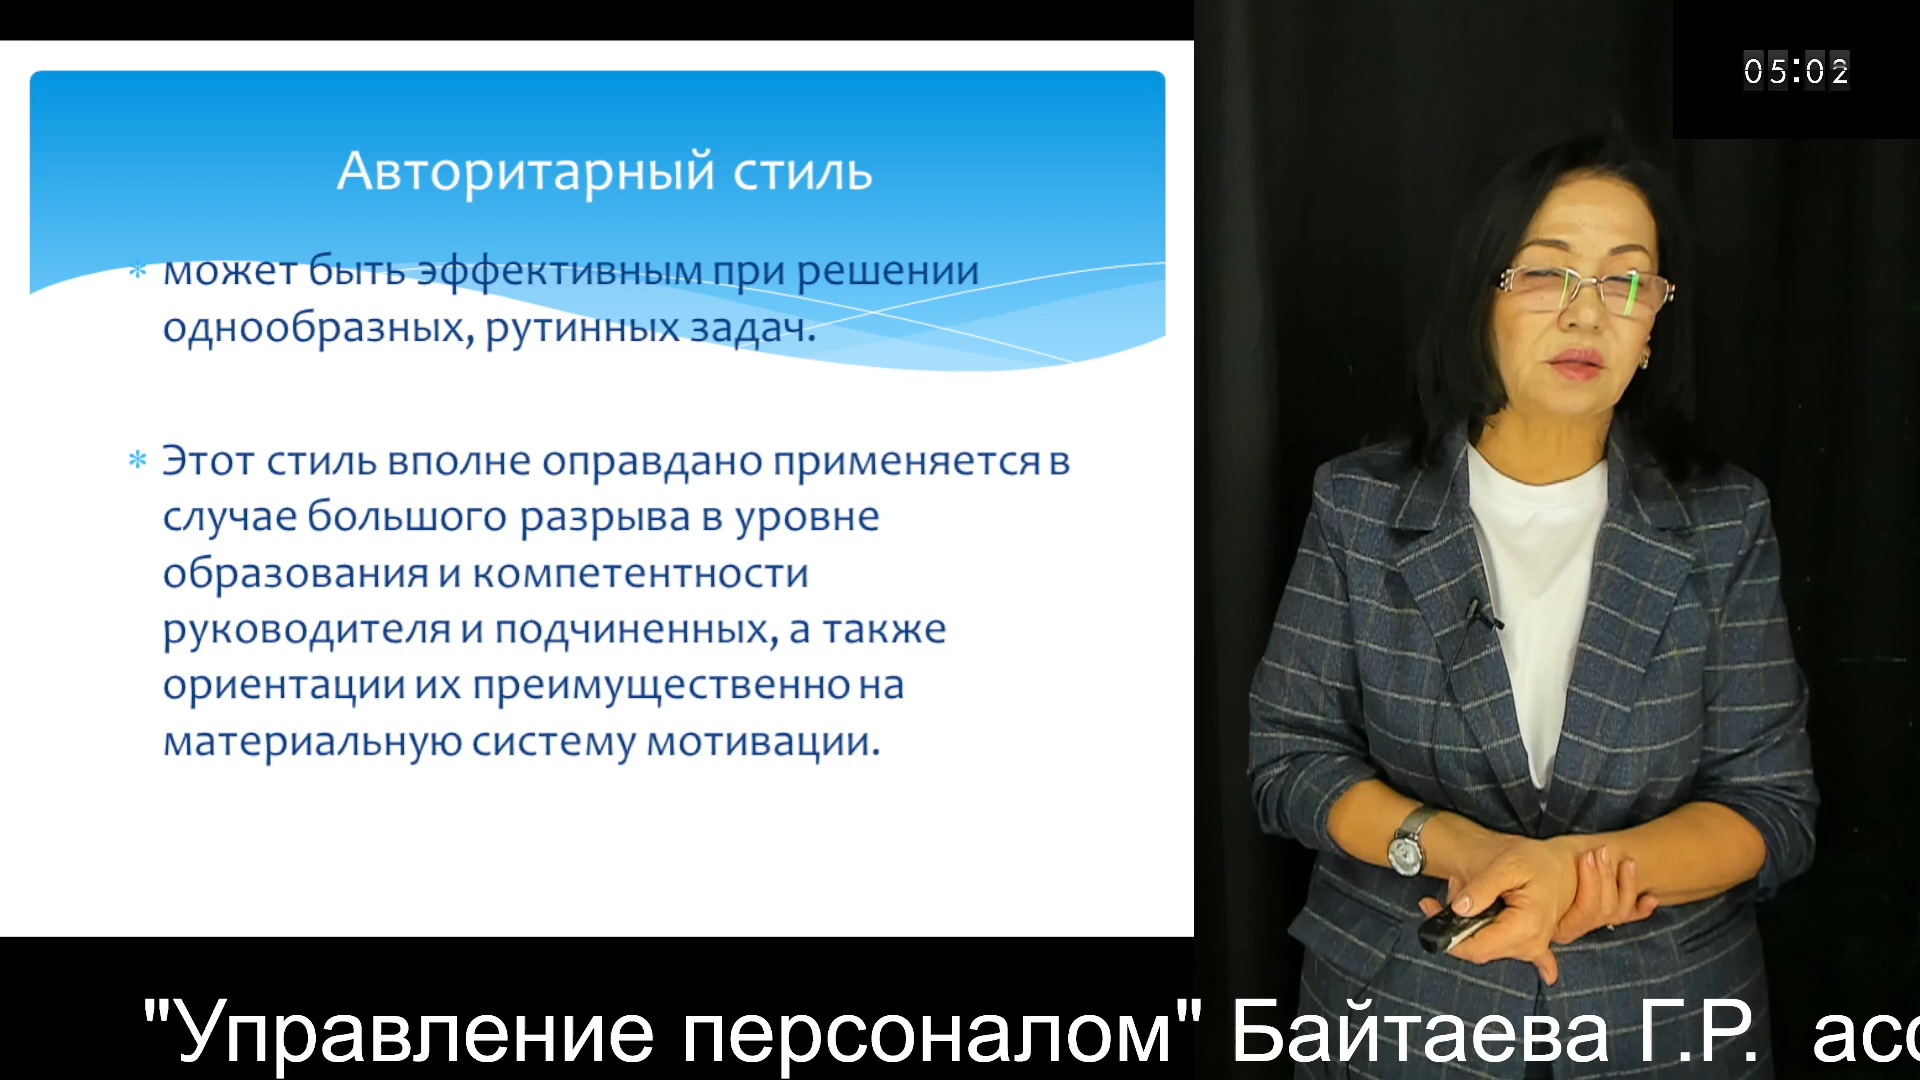 05:02
Авторитарный стиль
* может быть эффективным при решении
однообразных, рутинных задач.
* Этот стиль вполне оправдано применяется в
случае большого разрыва в уровне
образования и компетентности
руководителя и подчиненных, а также
ориентации их преимущественно на
материальную систему мотивации.
"Управление персоналом" Байтаева Г.Р. асс